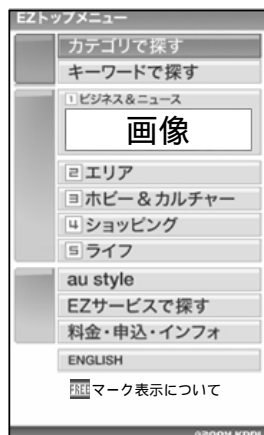 EZトップメニュー
カテゴリで探す
キーワードで探す
1 ビジネス&ニュース
画像
2 エリア
3 ホビー&カルチャー
4 ショッピング
5 ライフ
au style
EZサービスで探す
料金・申込・インフォ
ENGLISH
FREE マーク表示について